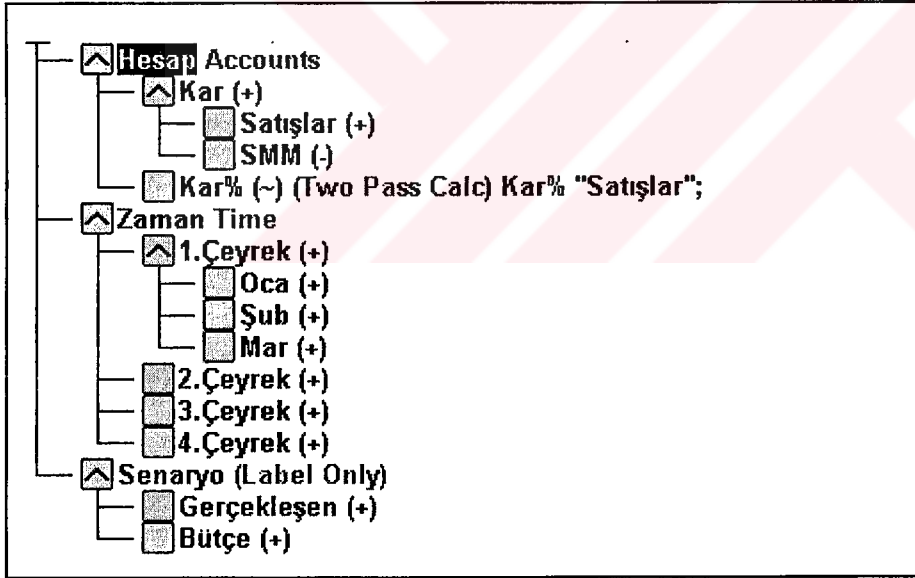 Hesap Accounts
Kar (+)
Satışlar (+)
SMM (-)
Kar% (~) (Two Pass Calc) Kar% "Satışlar";
Zaman Time
1.Çeyrek (+)
Oca (+)
Şub (+)
Mar (+)
2.Çeyrek (+)
3.Çeyrek (+)
4.Çeyrek (+)
Senaryo (Label Only)
Gerçekleşen (+)
Bütçe (+)